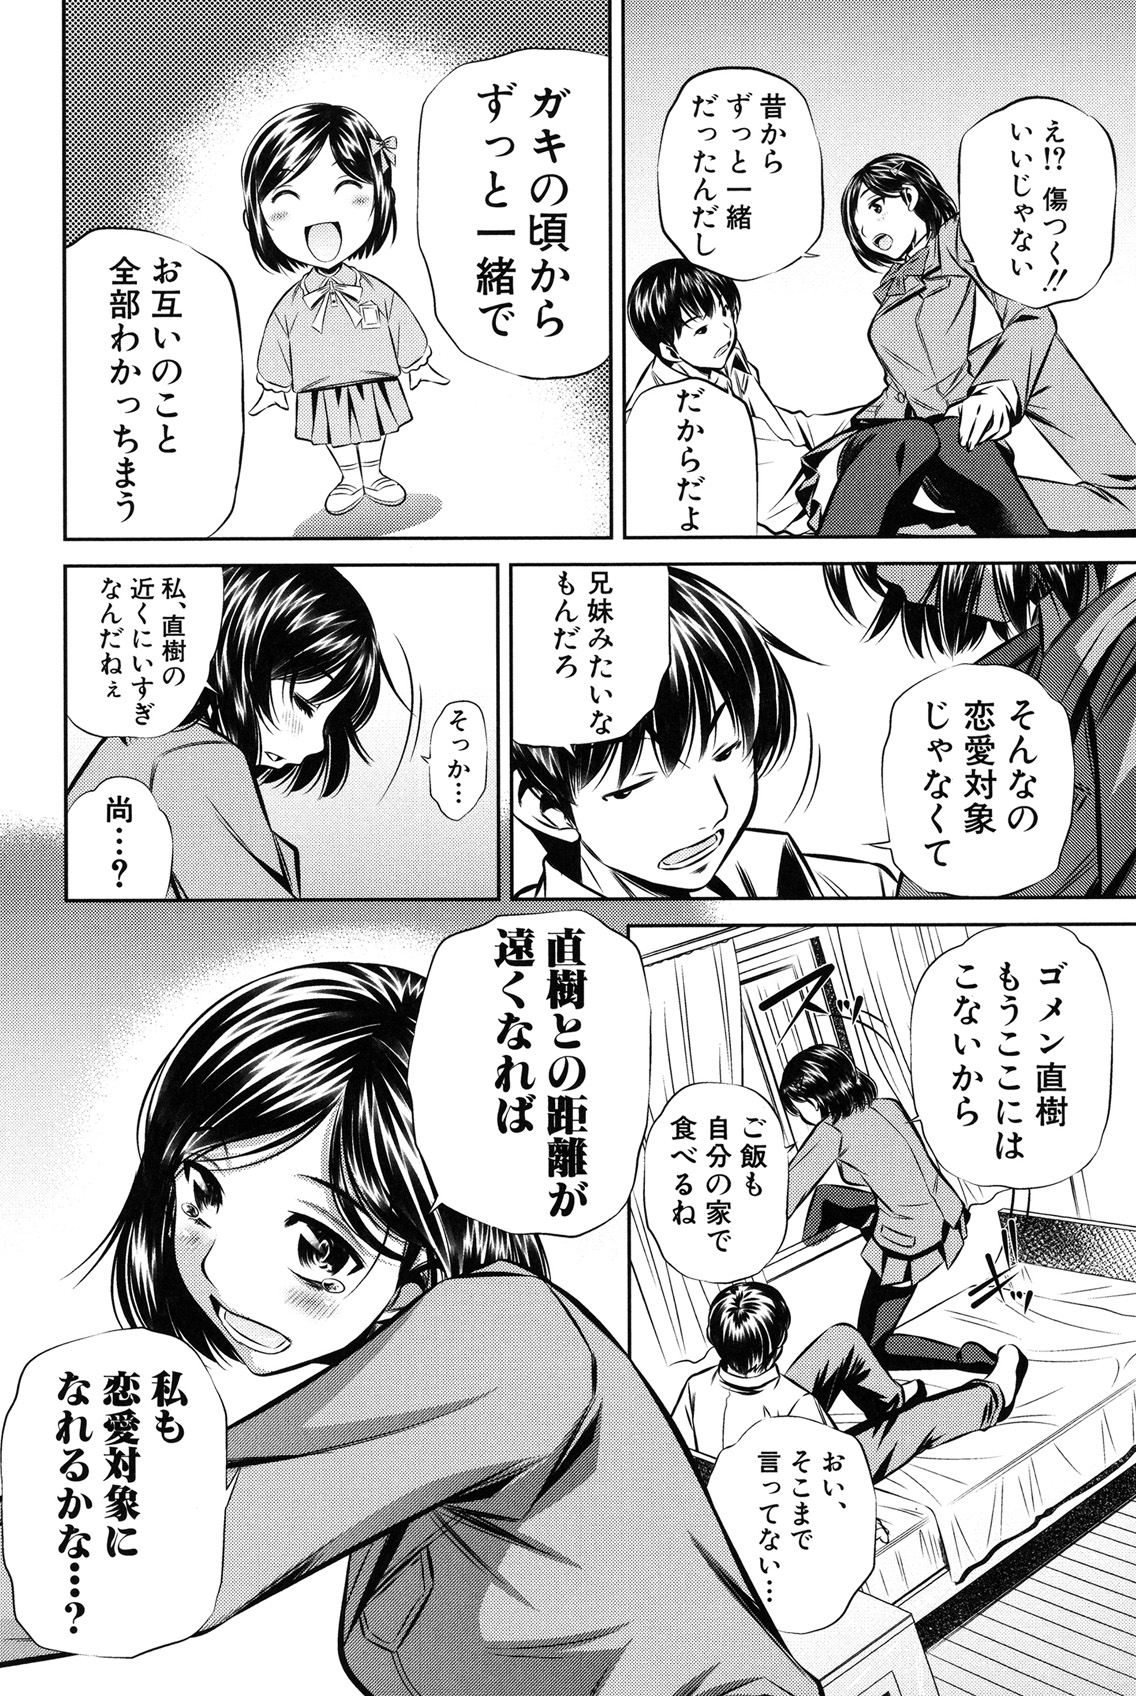 え!?傷つく!!
いいじゃない
昔から
ずっと一緒
だったんだし
だからだよ
ガキの頃から
ずっと一緒で
お互いのこと
全部わかっちまう
そんなの
恋愛対象
じゃなくて
兄妹みたいな
もんだろ
そっか…
私、直樹の
近くにいすぎ
なんだねぇ
尚…?
ゴメン直樹
もうここには
こないから
ズッ
ご飯も
自分の家で
食べるね
おい、
そこまで
言ってない…
直樹との距離が
遠くなれば
私も
恋愛対象に
なれるかな…?